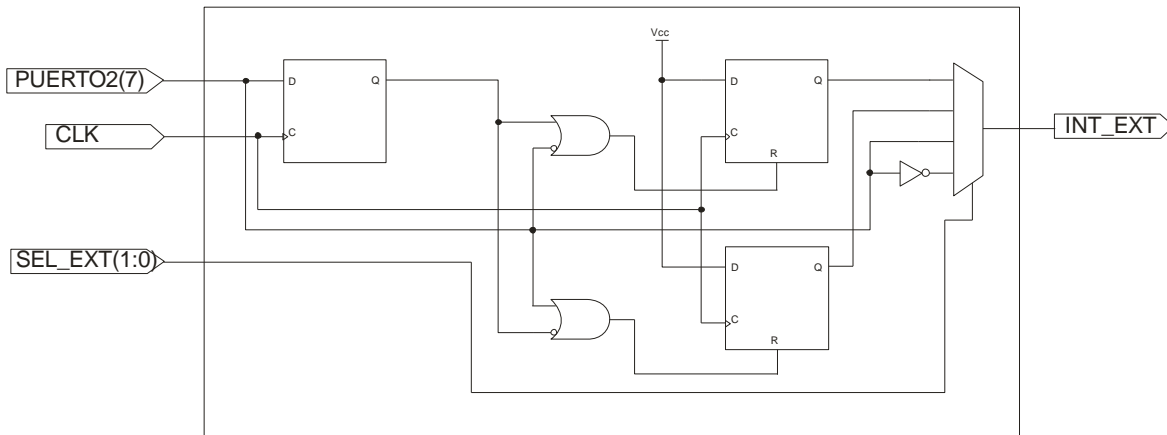 Vcc
PUERTO2(7)
D
Q
D
Q
CLK
C
C
INT_EXT
R
SEL_EXT(1:0)
D
Q
C
R